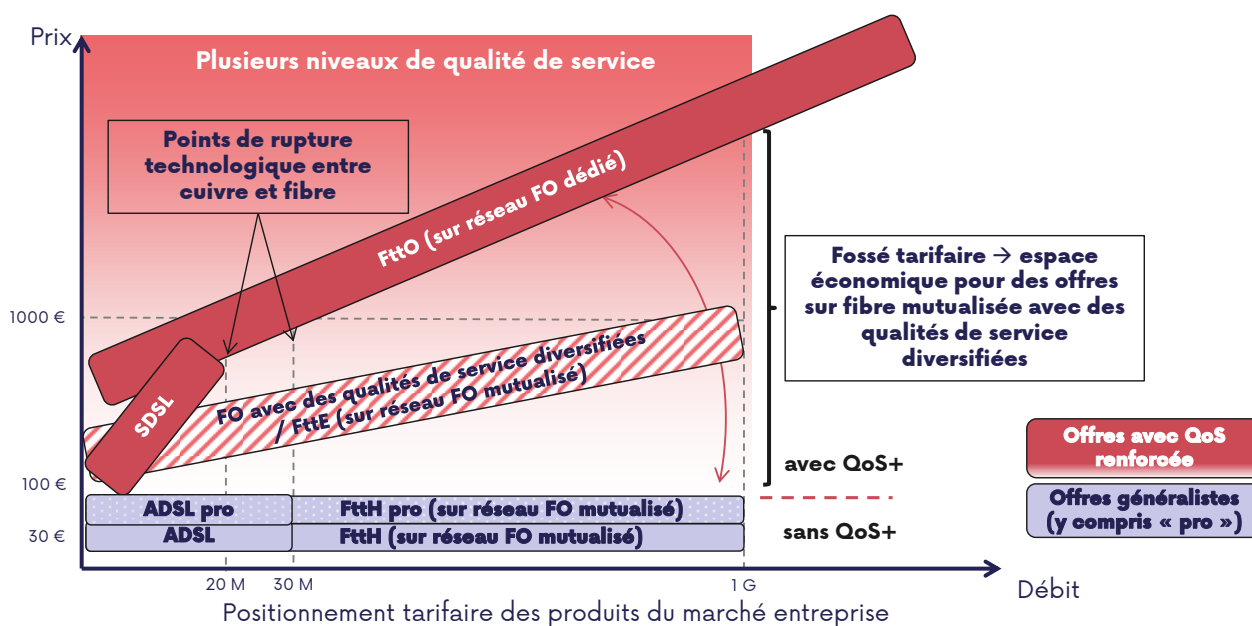 Prix
Plusieurs niveaux de qualité de service
Points de rupture
technologique entre
cuivre et fibre
FttO (sur réseau FO dédié)
Fossé tarifaire → espace
économique pour des offres
sur fibre mutualisée avec des
qualités de service
diversifiées
1000 €
SDSL
FO avec des qualités de service diversifiées
/ FttE (sur réseau FO mutualisé)
Offres avec QoS
renforcée
avec QoS+
100 €
ADSL pro
FttH pro (sur réseau FO mutualisé)
Offres généralistes
(y compris « pro »)
30 €
ADSL
FttH (sur réseau FO mutualisé)
sans QoS+
20 M
30 M
1 G
Débit
Positionnement tarifaire des produits du marché entreprise